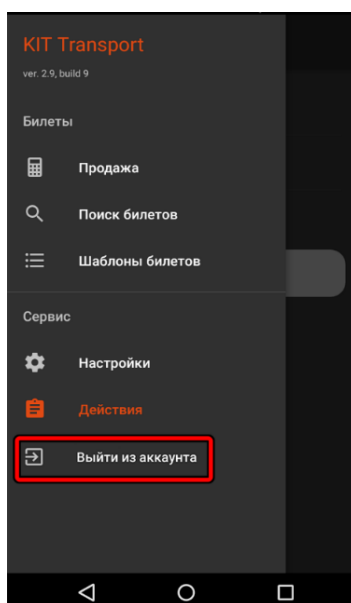 KIT Transport
ver. 2.9, build 9
Билеты
Продажа
Поиск билетов
Шаблоны билетов
Сервис
Настройки
Действия
Выйти из аккаунта